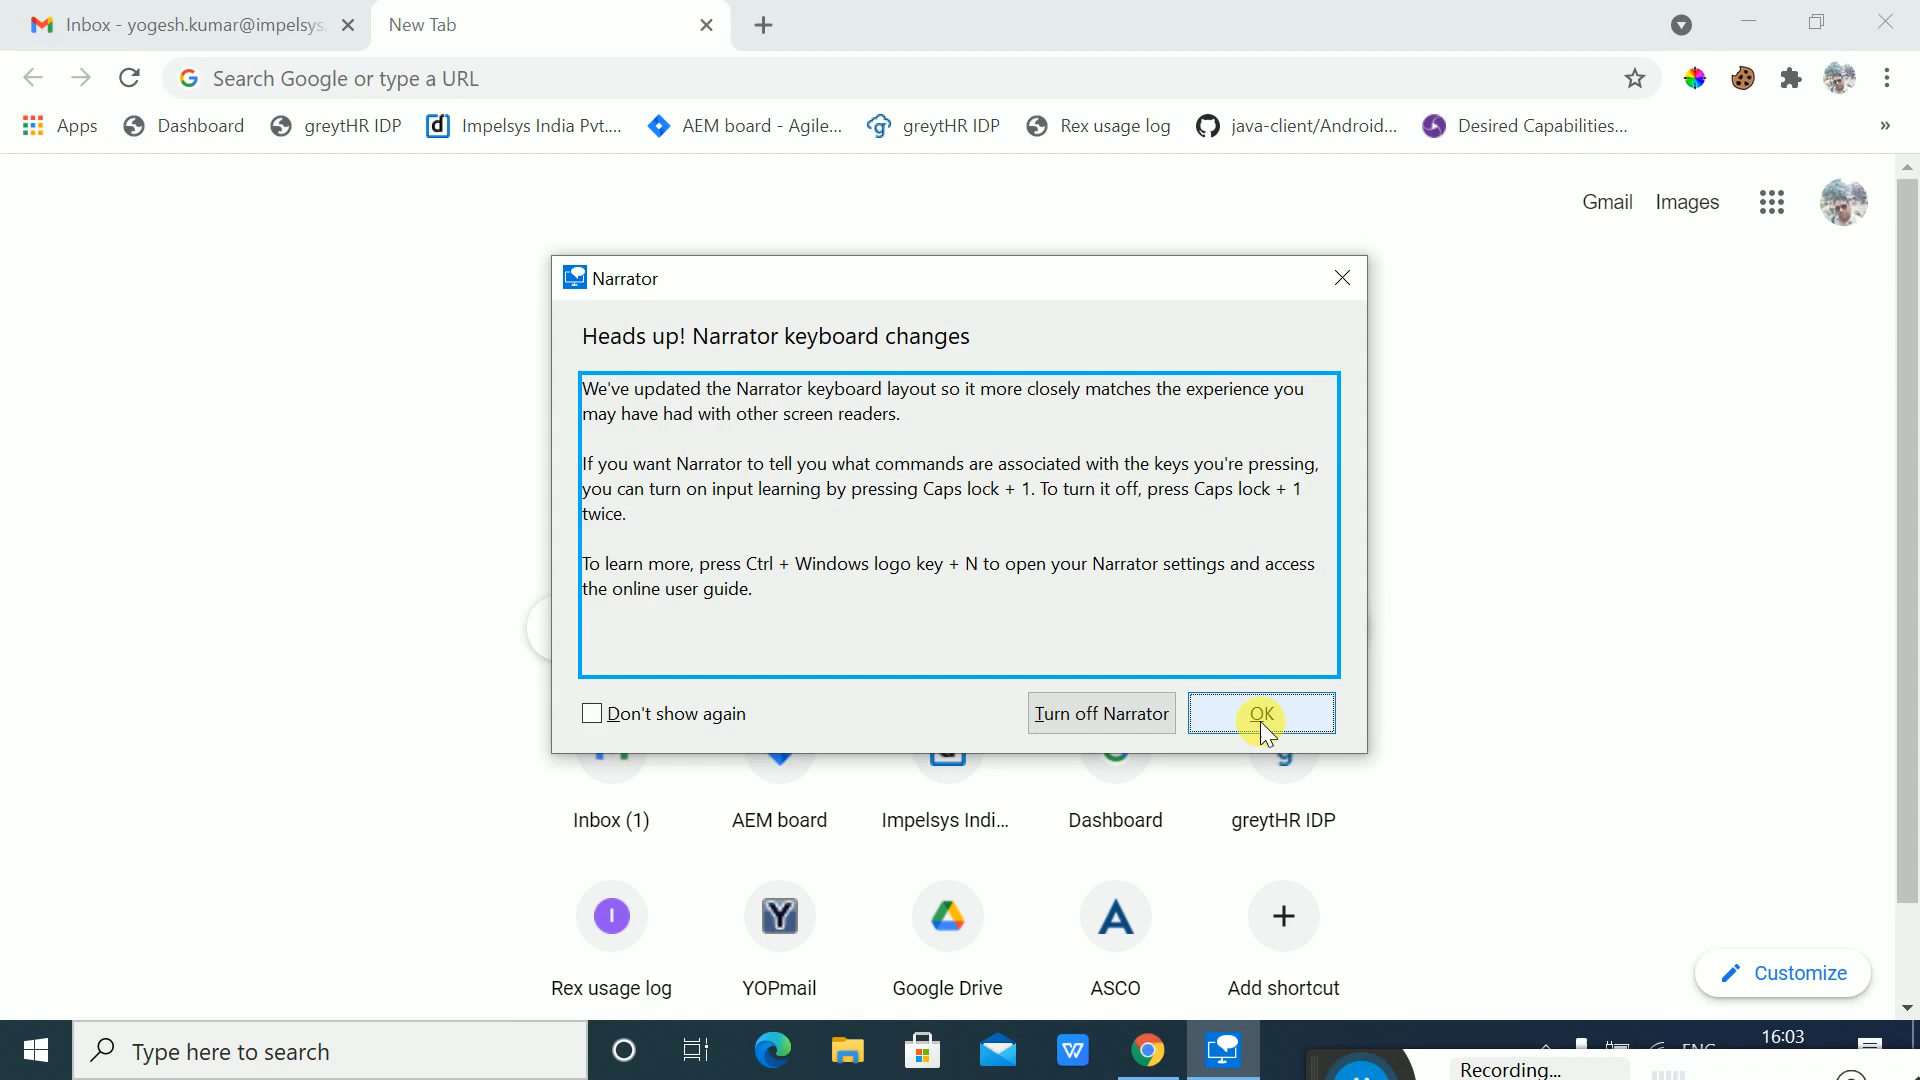 Inbox - yogesh.kumar@impelsys.
New Tab
Search Google or type a URL
Apps
Dashboard
greytHR IDP
Impelsys India Pvt....
AEM board - Agile...
greytHR IDP
Rex usage log
java-client/Android...
Desired Capabilities...
»
Gmail
Images
Narrator
Heads up! Narrator keyboard changes
We've updated the Narrator keyboard layout so it more closely matches the experience you
may have had with other screen readers.
If you want Narrator to tell you what commands are associated with the keys you're pressing,
you can turn on input learning by pressing Caps lock + 1. To turn it off, press Caps lock + 1
twice.
To learn more, press Ctrl + Windows logo key + N to open your Narrator settings and access
the online user guide.
Don't show again
Turn off Narrator
OK
Inbox (1)
AEM board
Impelsys Indi...
Dashboard
greytHR IDP
I
Y
A
Rex usage log
YOPmail
Google Drive
ASCO
Add shortcut
Customize
Type here to search
W
ENG
16:03
Recording...